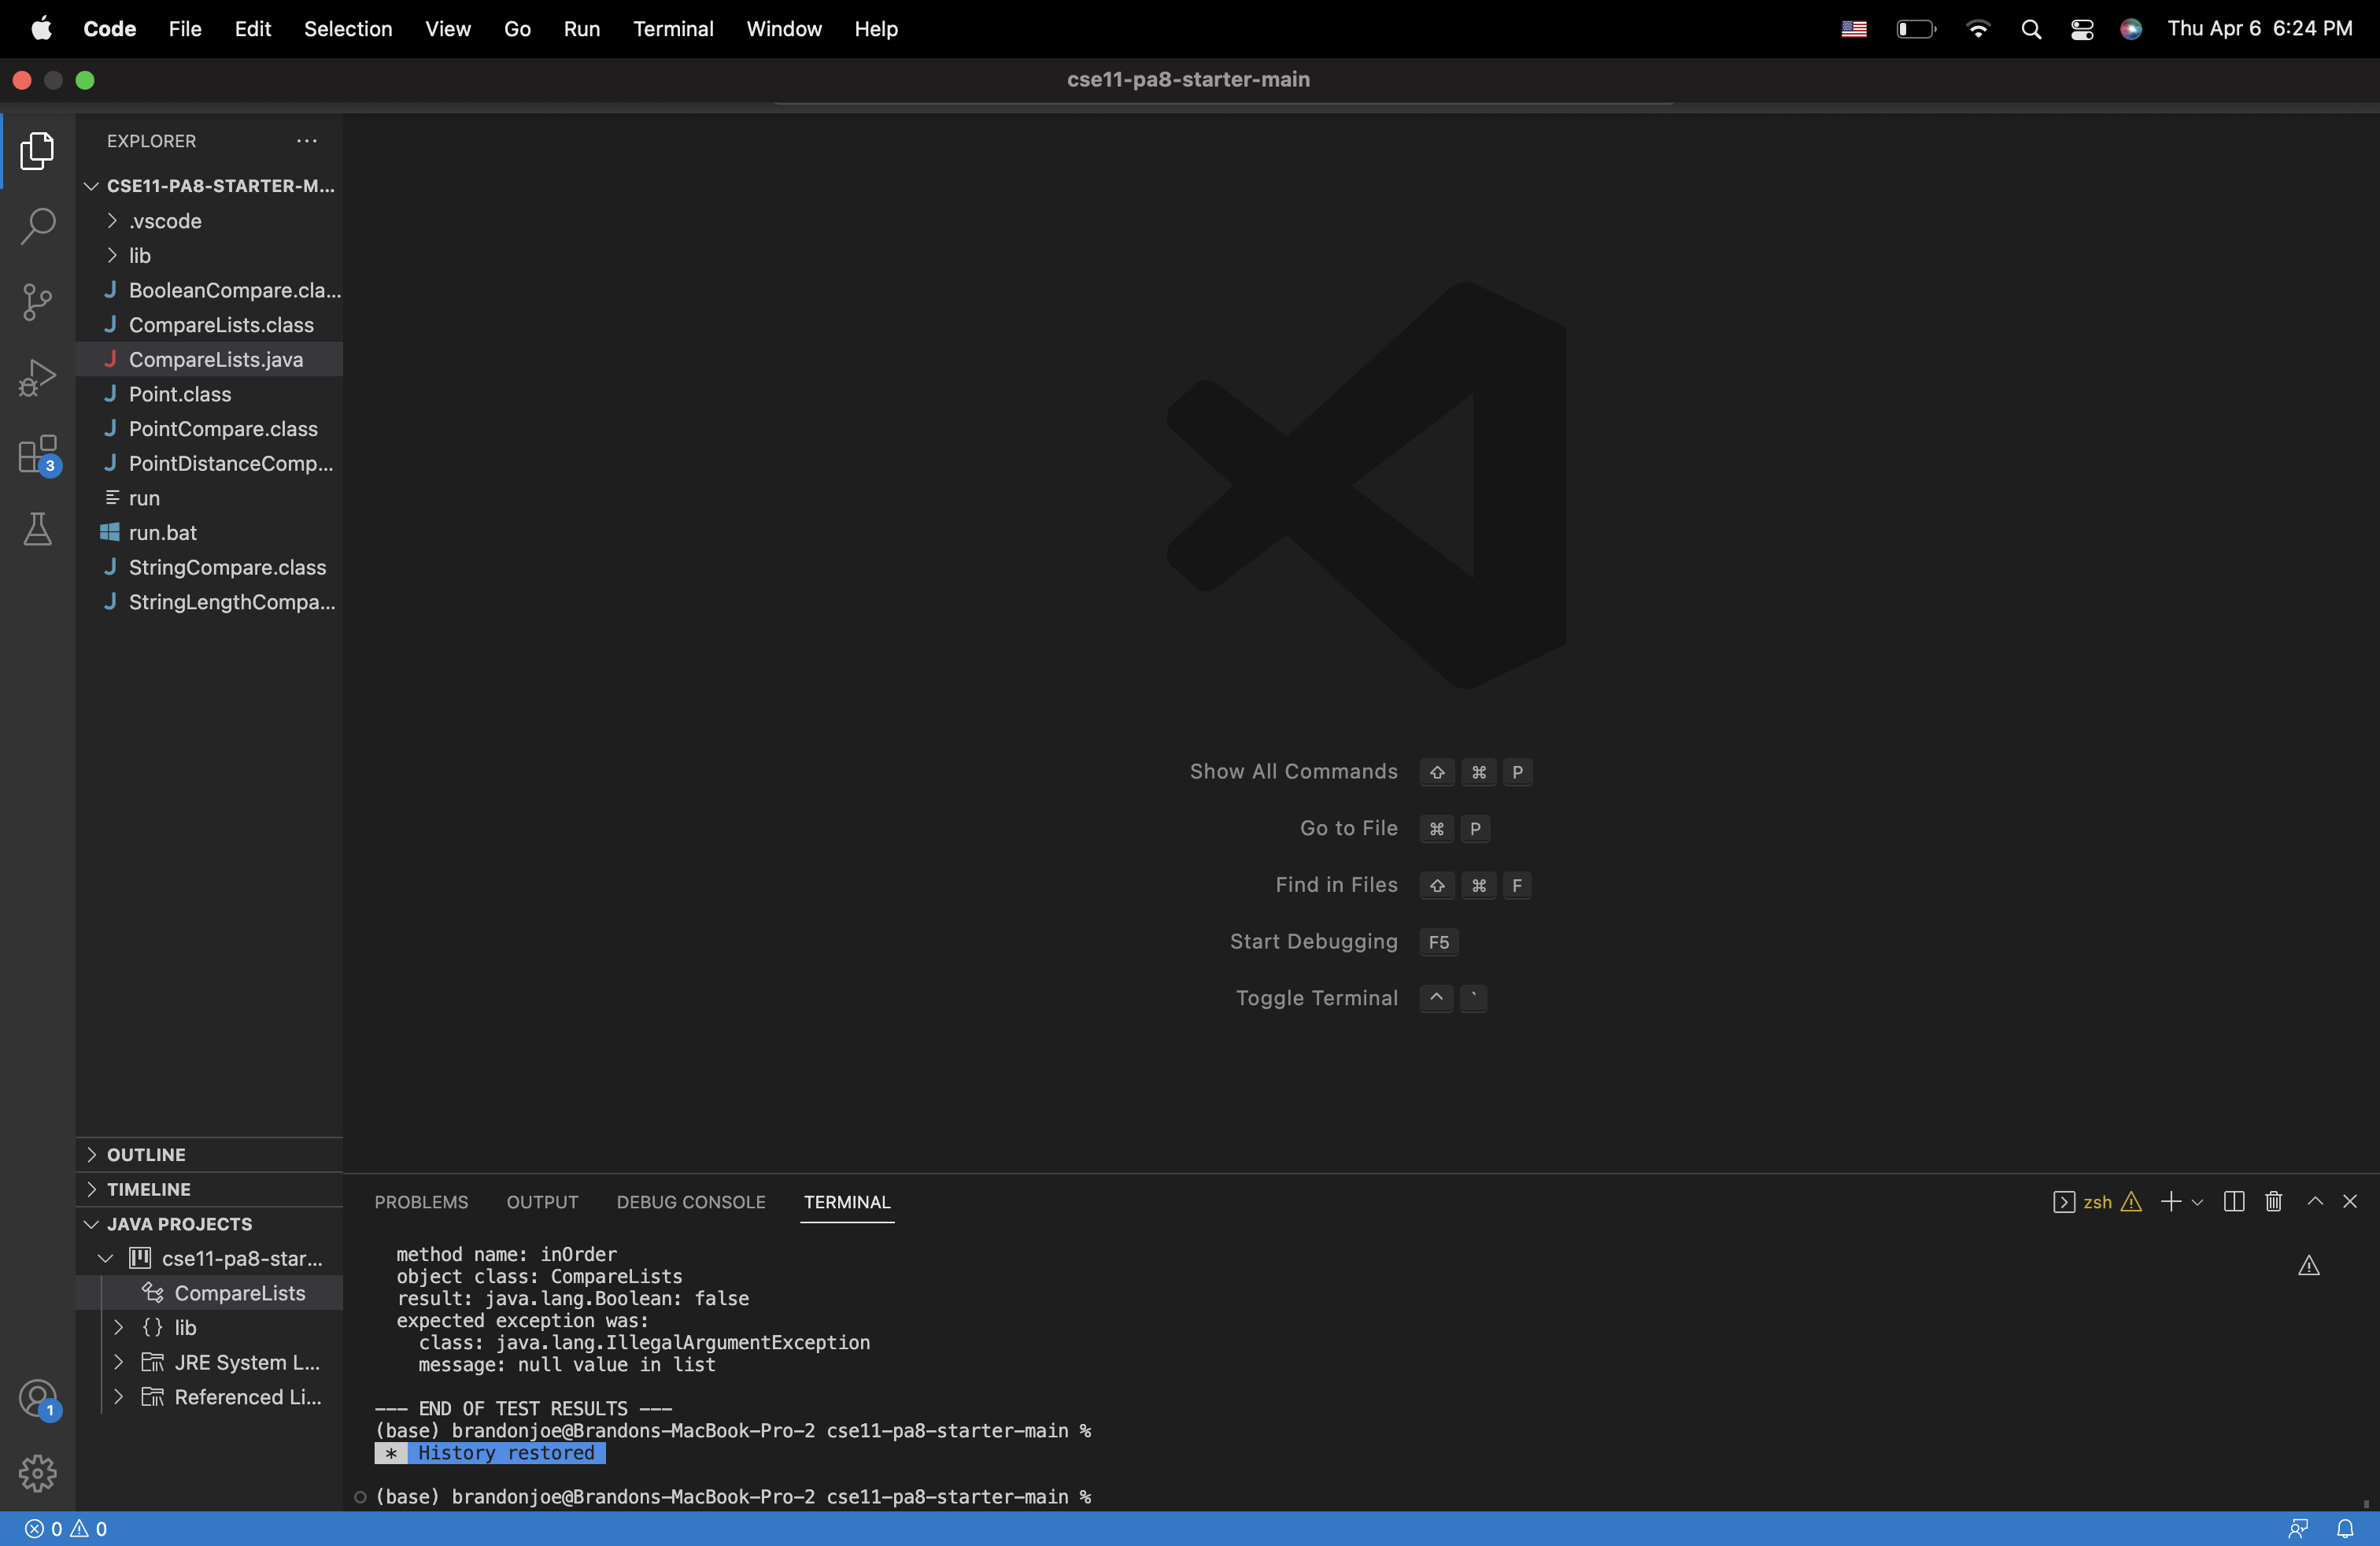 Code File Edit Selection View Go Run Terminal Window Help Thu Apr 6 6:24 PM
cse11-pa8-starter-main
EXPLORER ...
CSE11-PA8-STARTER-M...
.vscode
lib
BooleanCompare.cla...
CompareLists.class
CompareLists.java
Point.class
PointCompare.class
PointDistanceComp...
run
run.bat
StringCompare.class
StringLengthCompa...
3
Show All Commands ⇧ ⌘ P
Go to File ⌘ P
Find in Files ⇧ ⌘ F
Start Debugging F5
Toggle Terminal ^ `
OUTLINE
TIMELINE
JAVA PROJECTS
cse11-pa8-star...
CompareLists
{} lib
JRE System L...
Referenced Li...
1
PROBLEMS OUTPUT DEBUG CONSOLE TERMINAL zsh
method name: inOrder
object class: CompareLists
result: java.lang.Boolean: false
expected exception was:
class: java.lang.IllegalArgumentException
message: null value in list
--- END OF TEST RESULTS ---
(base) brandonjoe@Brandons-MacBook-Pro-2 cse11-pa8-starter-main %
* History restored
(base) brandonjoe@Brandons-MacBook-Pro-2 cse11-pa8-starter-main %
0 0